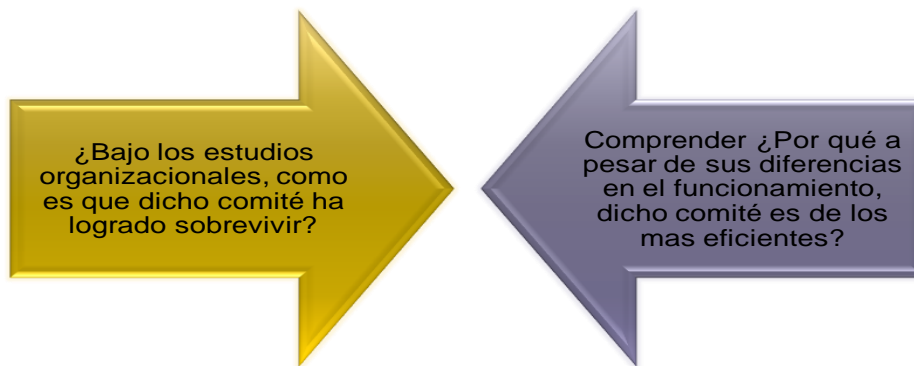 ¿Bajo los estudios
organizacionales, como
es que dicho comité ha
logrado sobrevivir?
Comprender ¿Por qué a
pesar de sus diferencias
en el funcionamiento,
dicho comité es de los
mas eficientes?